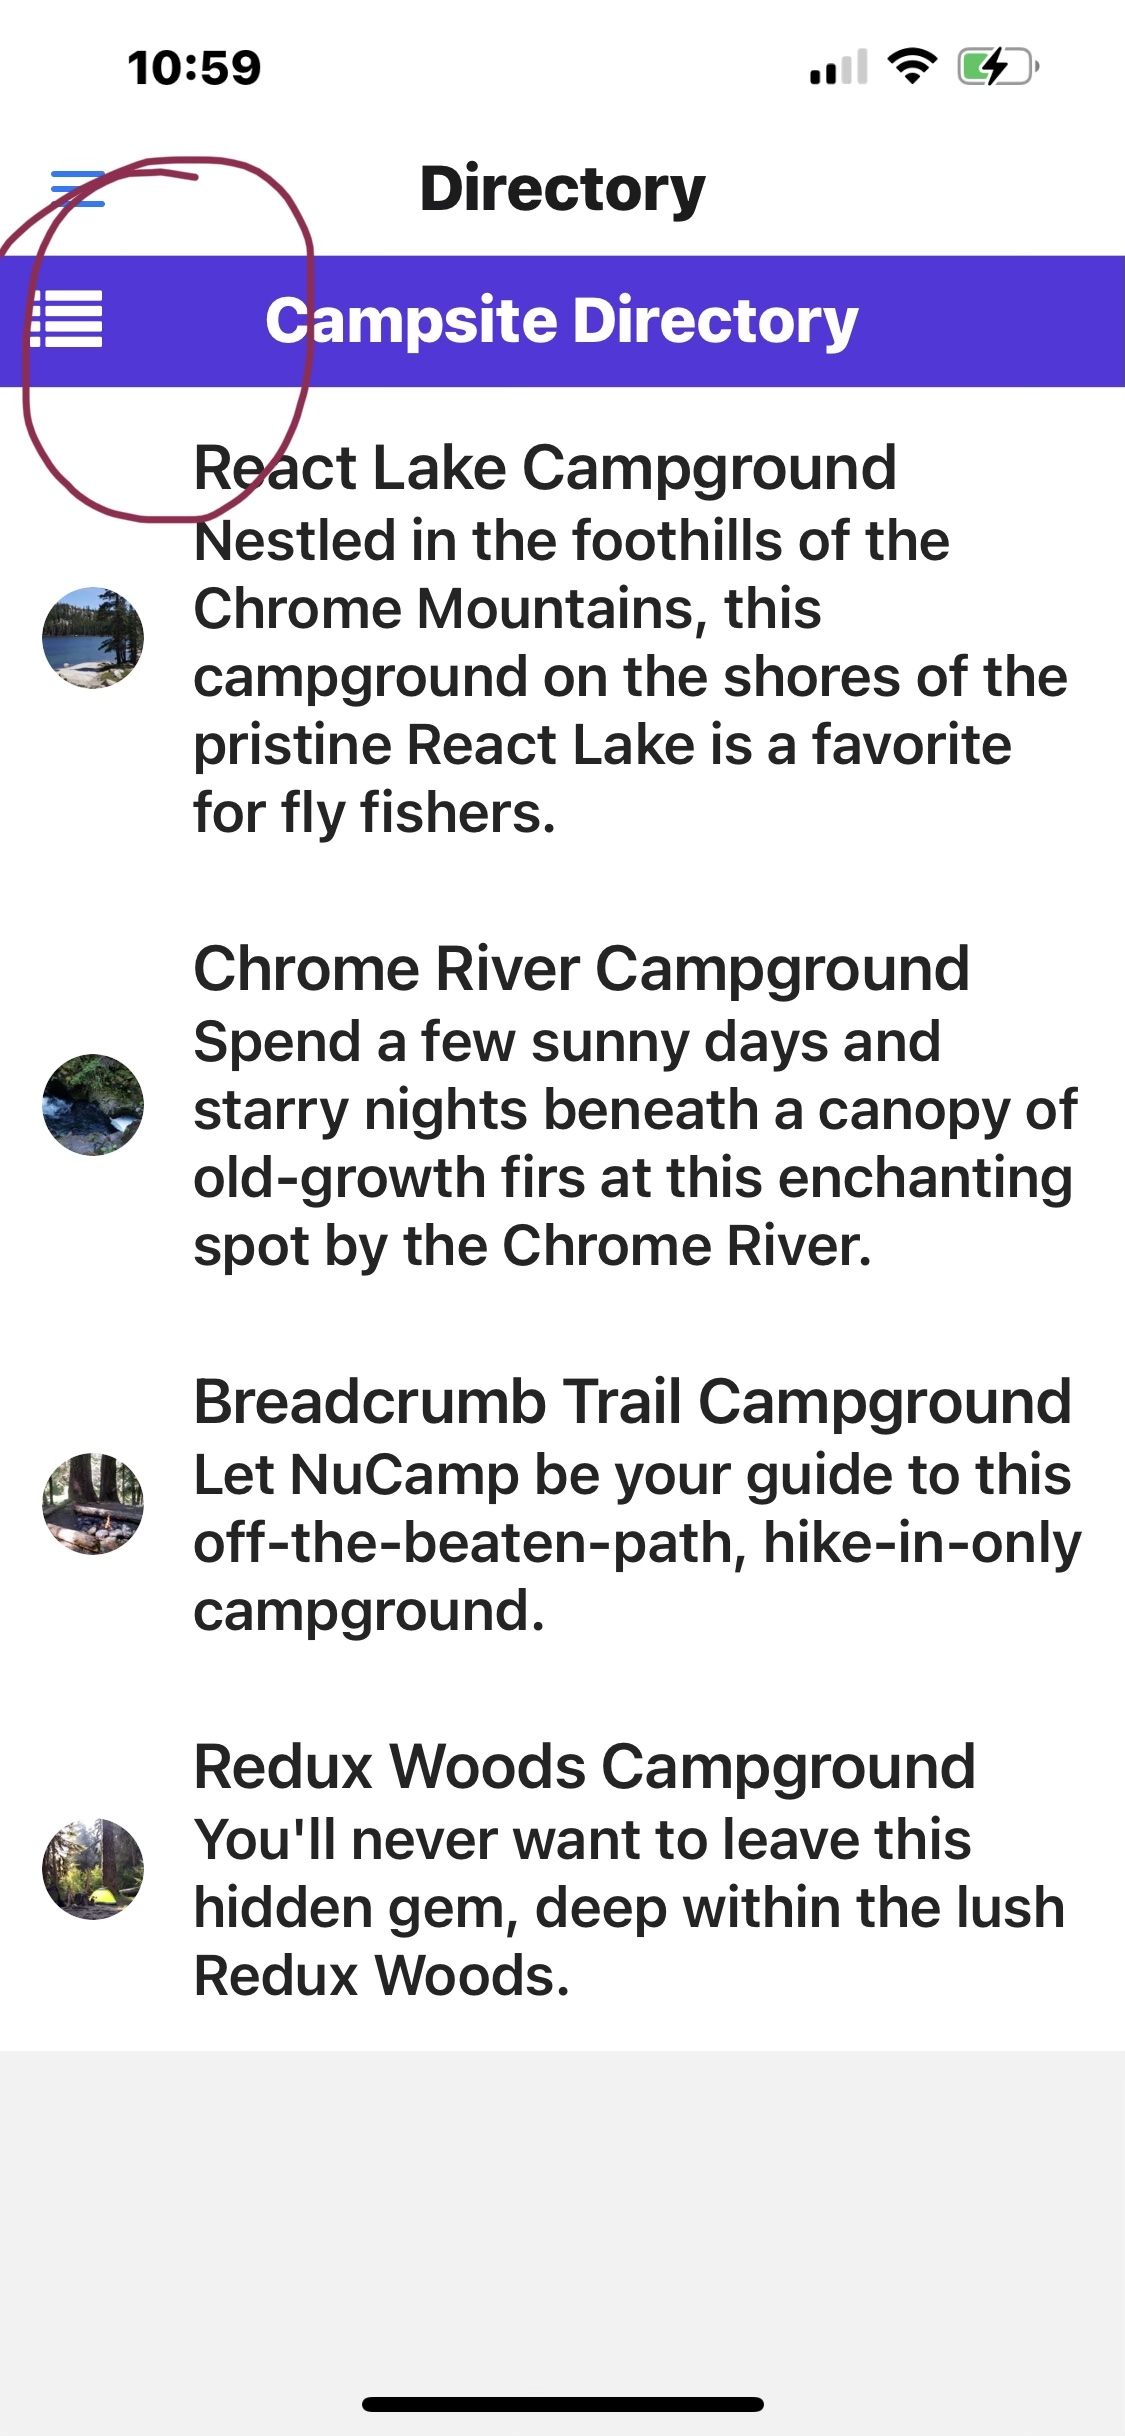 10:59
Directory
Campsite Directory
React Lake Campground
Nestled in the foothills of the
Chrome Mountains, this
campground on the shores of the
pristine React Lake is a favorite
for fly fishers.
Chrome River Campground
Spend a few sunny days and
starry nights beneath a canopy of
old-growth firs at this enchanting
spot by the Chrome River.
Breadcrumb Trail Campground
Let NuCamp be your guide to this
off-the-beaten-path, hike-in-only
campground.
Redux Woods Campground
You'll never want to leave this
hidden gem, deep within the lush
Redux Woods.